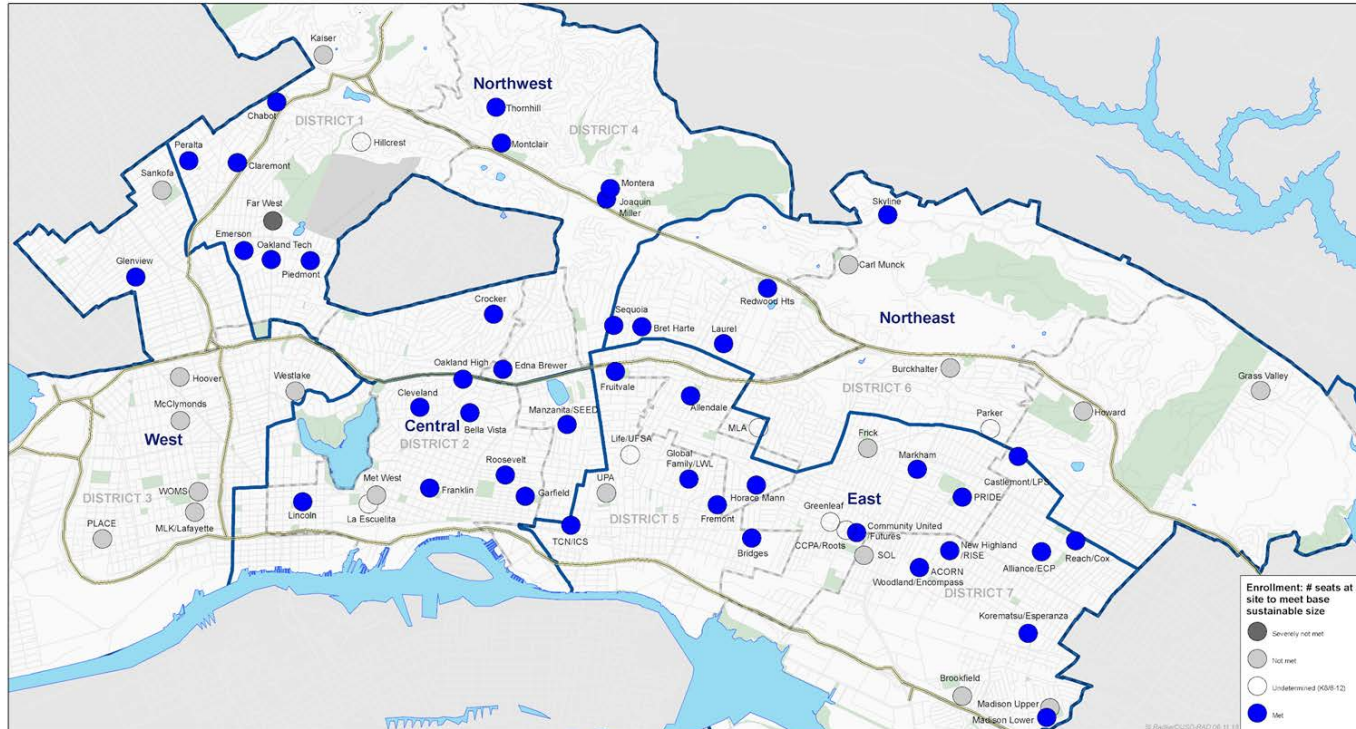 Kaiser
Northwest
Chabot
Thornhill
DISTRICT 1
DISTRICT 4
Hillcrest
Montclair
Peralta
Claremont
Sankofa
Montera
Joaquin
Miller
Far West
Skyline
Emerson
Oakland Tech
Piedmont
Glenview
Carl Munck
Redwood Hts
Crocker
Sequoia
Bret Harte
Laurel
Northeast
Oakland High
Edna Brewer
Hoover
Westlake
Fruitvale
Burckhalter
DISTRICT 6
Grass Valley
McClymonds
Cleveland
Bella Vista
Manzanita/SEED
Allendale
MLA
Parker
Howard
West
Central
DISTRICT 2
Life/UFSA
Global
Family/LWL
Frick
Markham
Castlemont/LPS
Roosevelt
UPA
Horace Mann
East
PRIDE
DISTRICT 3
WOMS
Met West
Franklin
Garfield
Fremont
DISTRICT 5
Greenleaf
MLK/Lafayette
Lincoln
La Escuelita
PLACE
TCN/ICS
Bridges
CCPA/Roots
Community United
/Futures
SOL
New Highland
/RISE
Alliance/ECP
Reach/Cox
ACORN
Woodland/Encompass
DISTRICT 7
Korematsu/Esperanza
Brookfield
Madison Upper
Madison Lower
Enrollment: # seats at
site to meet base
sustainable size
Severely not met
Not met
Undetermined (K8/6-12)
Met